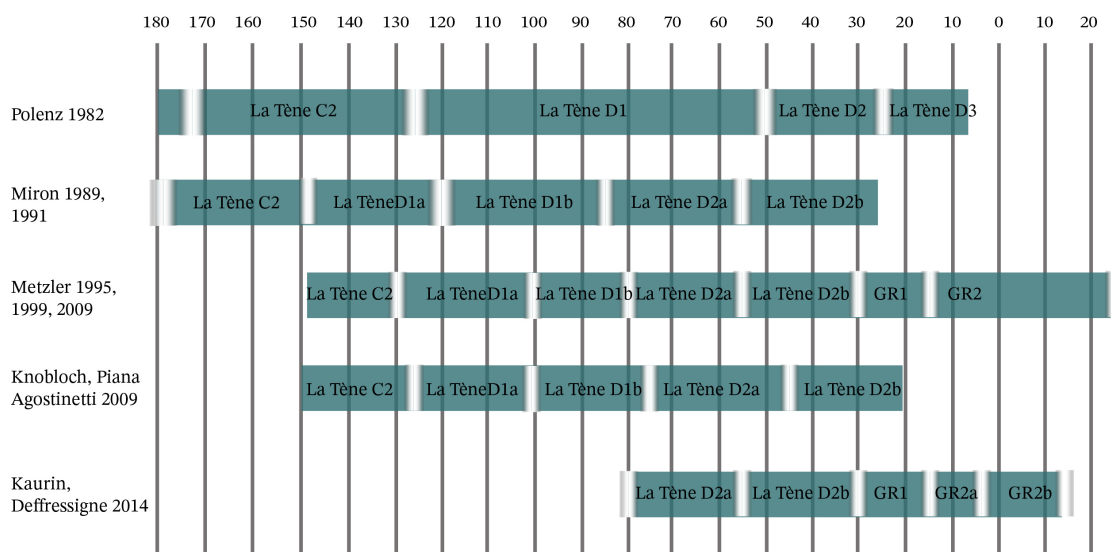 180 170 160 150 140 130 120 110 100 90 80 70 60 50 40 30 20 10 0 10 20
Polenz 1982
La Tène C2 La Tène D1 La Tène D2 La Tène D3
Miron 1989,
1991
La Tène C2 La TèneD1a La Tène D1b La Tène D2a La Tène D2b
Metzler 1995,
1999, 2009
La Tène C2 La TèneD1a La Tène D1b La Tène D2a La Tène D2b GR1 GR2
Knobloch, Piana
Agostinetti 2009
La Tène C2 La TèneD1a La Tène D1b La Tène D2a La Tène D2b
Kaurin,
Deffressigne 2014
La Tène D2a La Tène D2b GR1 GR2a GR2b